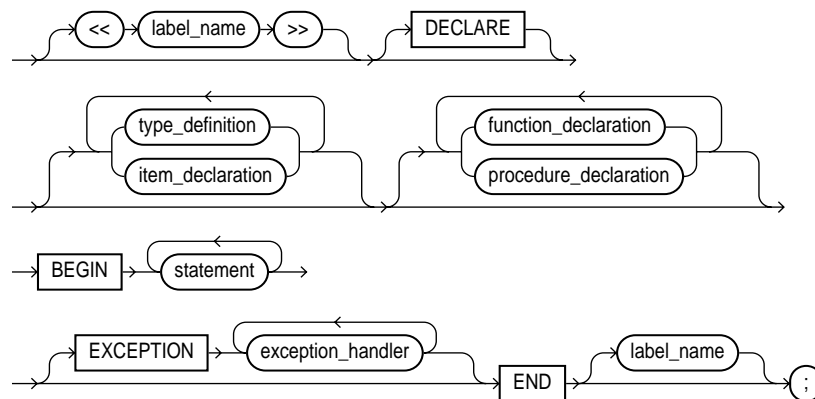 << label_name >> DECLARE
type_definition function_declaration
item_declaration procedure_declaration
BEGIN statement
EXCEPTION exception_handler label_name
END ;